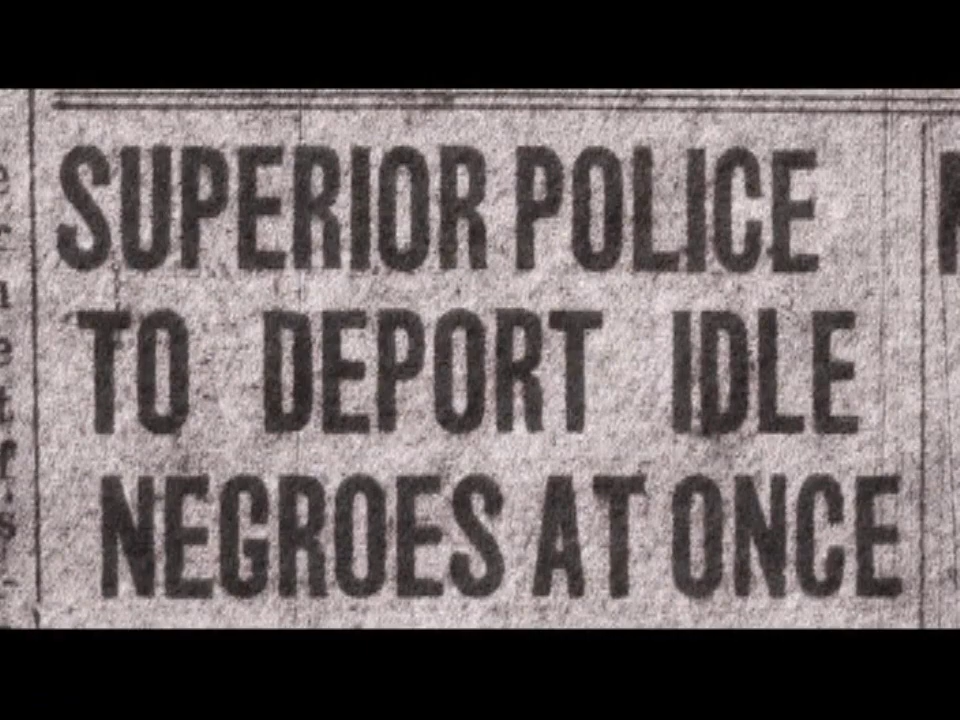 SUPERIOR POLICE
TO DEPORT IDLE
NEGROES AT ONCE